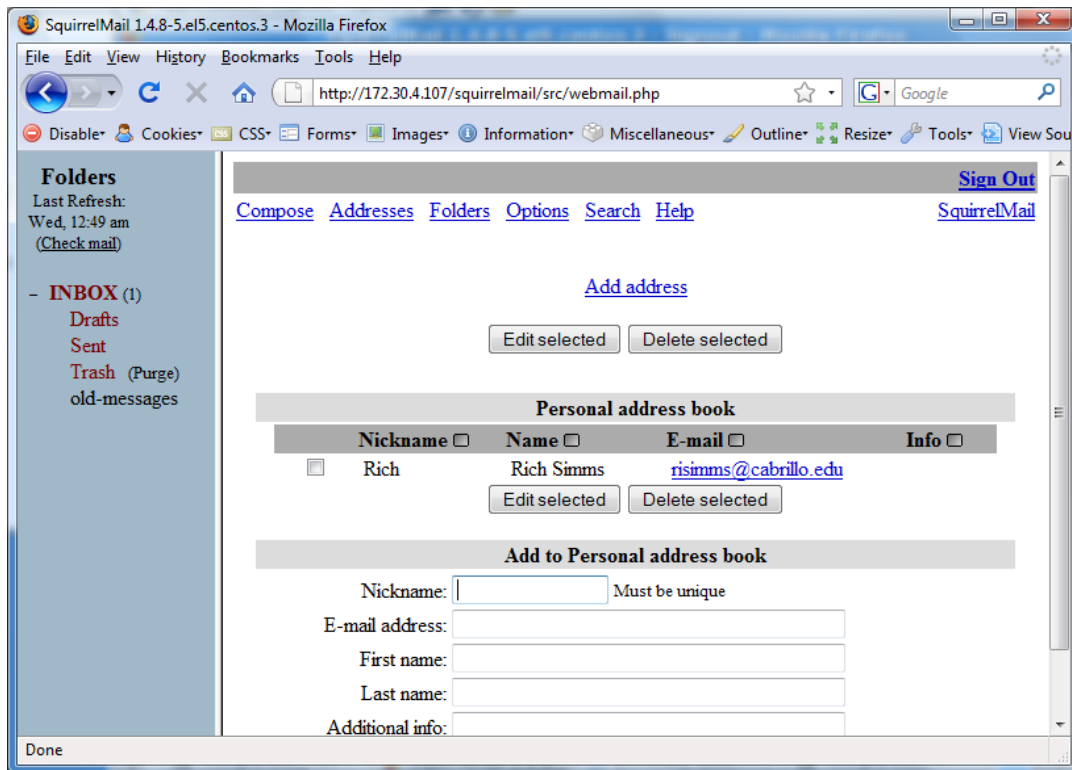 SquirrelMail 1.4.8-5.el5.centos.3 - Mozilla Firefox
File Edit View History Bookmarks Tools Help
http://172.30.4.107/squirrelmail/src/webmail.php
G Google
Disable Cookies CSS Forms Images Information Miscellaneous Outline Resize Tools View Sou
Folders
Last Refresh:
Wed, 12:49 am
(Check mail)
– INBOX (1)
Drafts
Sent
Trash (Purge)
old-messages
Sign Out
Compose Addresses Folders Options Search Help SquirrelMail
Add address
Edit selected Delete selected
Personal address book
Nickname Name E-mail Info
Rich Rich Simms risimms@cabrillo.edu
Edit selected Delete selected
Add to Personal address book
Nickname: Must be unique
E-mail address:
First name:
Last name:
Additional info:
Done